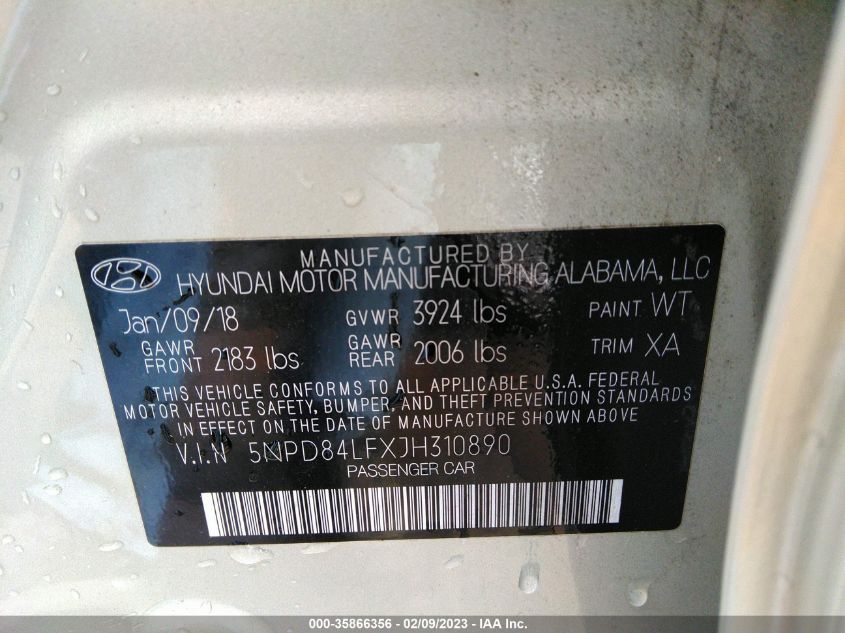 MANUFACTURED BY
HYUNDAI MOTOR MANUFACTURING ALABAMA, LLC
Jan/09/18 GVWR 3924 lbs PAINT WT
GAWR FRONT 2183 lbs GAWR REAR 2006 lbs TRIM XA
THIS VEHICLE CONFORMS TO ALL APPLICABLE U.S.A. FEDERAL
MOTOR VEHICLE SAFETY, BUMPER, AND THEFT PREVENTION STANDARDS
IN EFFECT ON THE DATE OF MANUFACTURE SHOWN ABOVE
V.I.N 5NPD84LFXJH310890
PASSENGER CAR
000-35866356 - 02/09/2023 - IAA Inc.